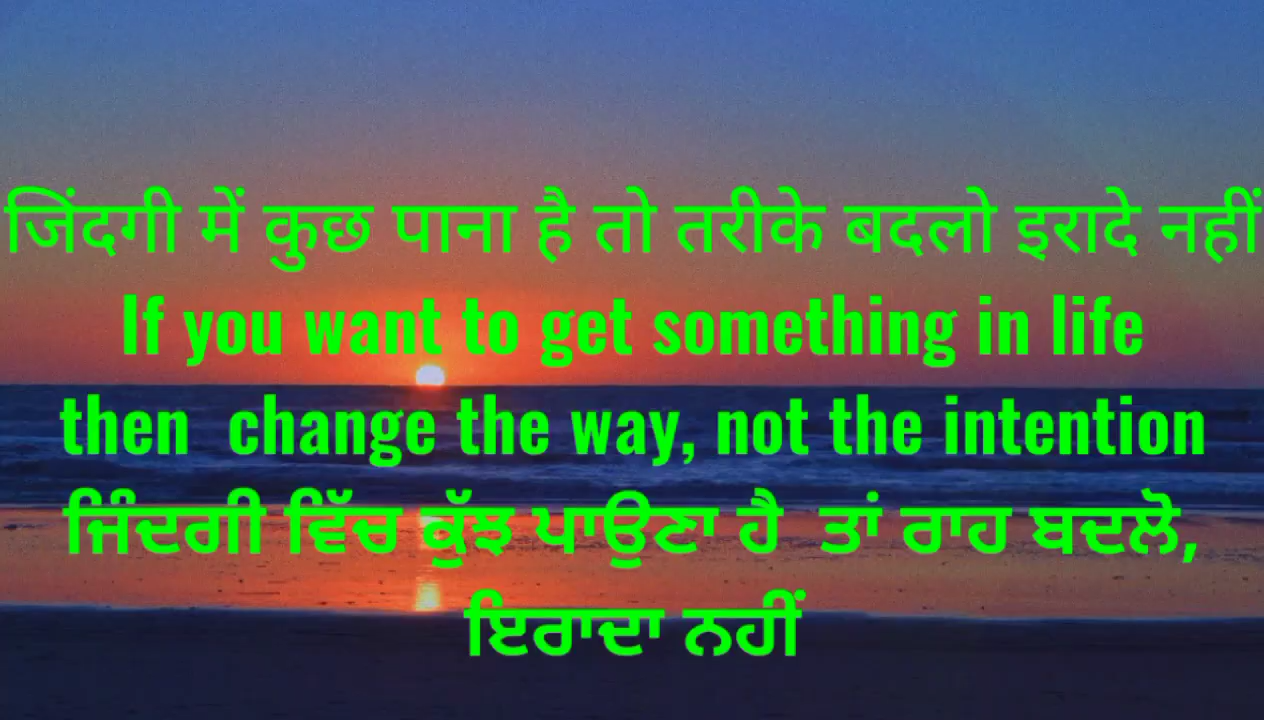 जिंदगी में कुछ पाना है तो तरीके बदलो इरादे नहीं
If you want to get something in life
then  change the way, not the intention
ਜਿੰਦਗੀ ਵਿੱਚ ਕੁੱਝ ਪਾਉਣਾ ਹੈ  ਤਾਂ ਰਾਹ ਬਦਲੋ,
ਇਰਾਦਾ ਨਹੀਂ